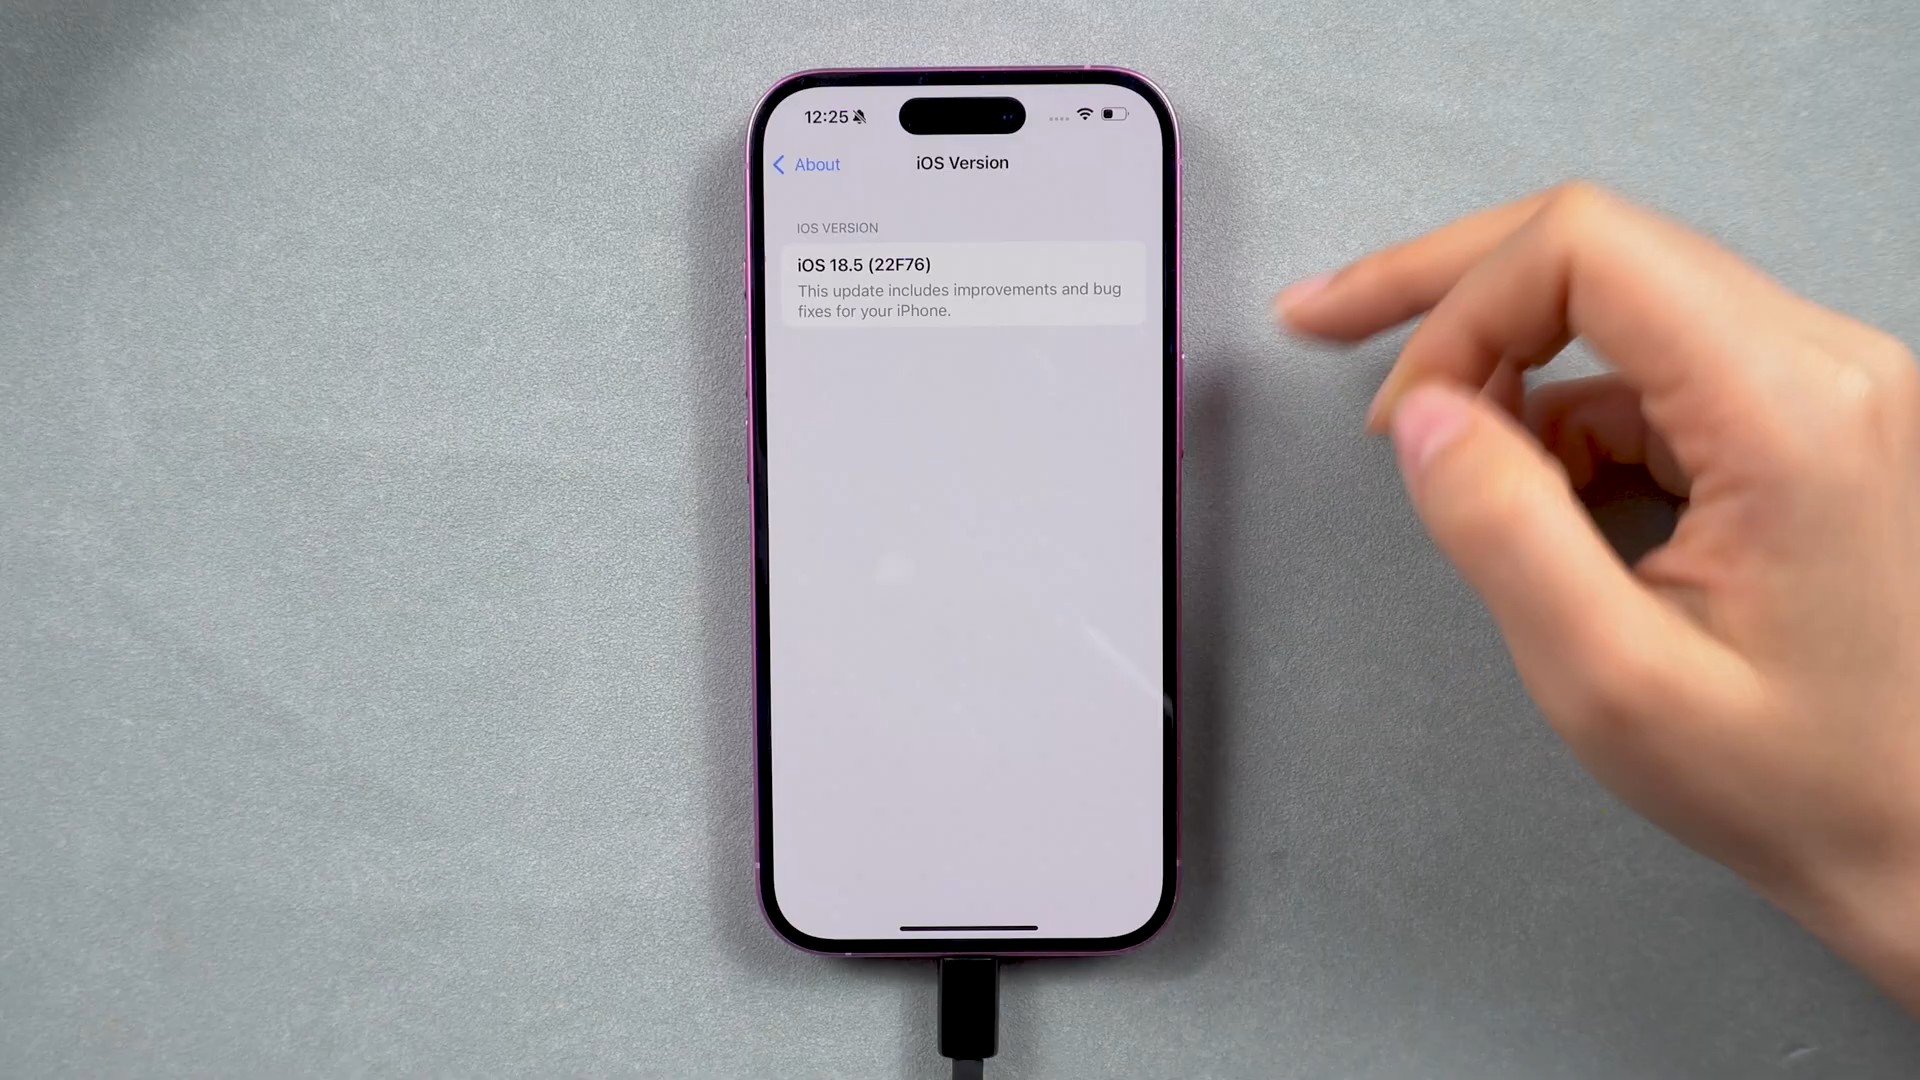 12:25
About
iOS Version
IOS VERSION
iOS 18.5 (22F76)
This update includes improvements and bug
fixes for your iPhone.